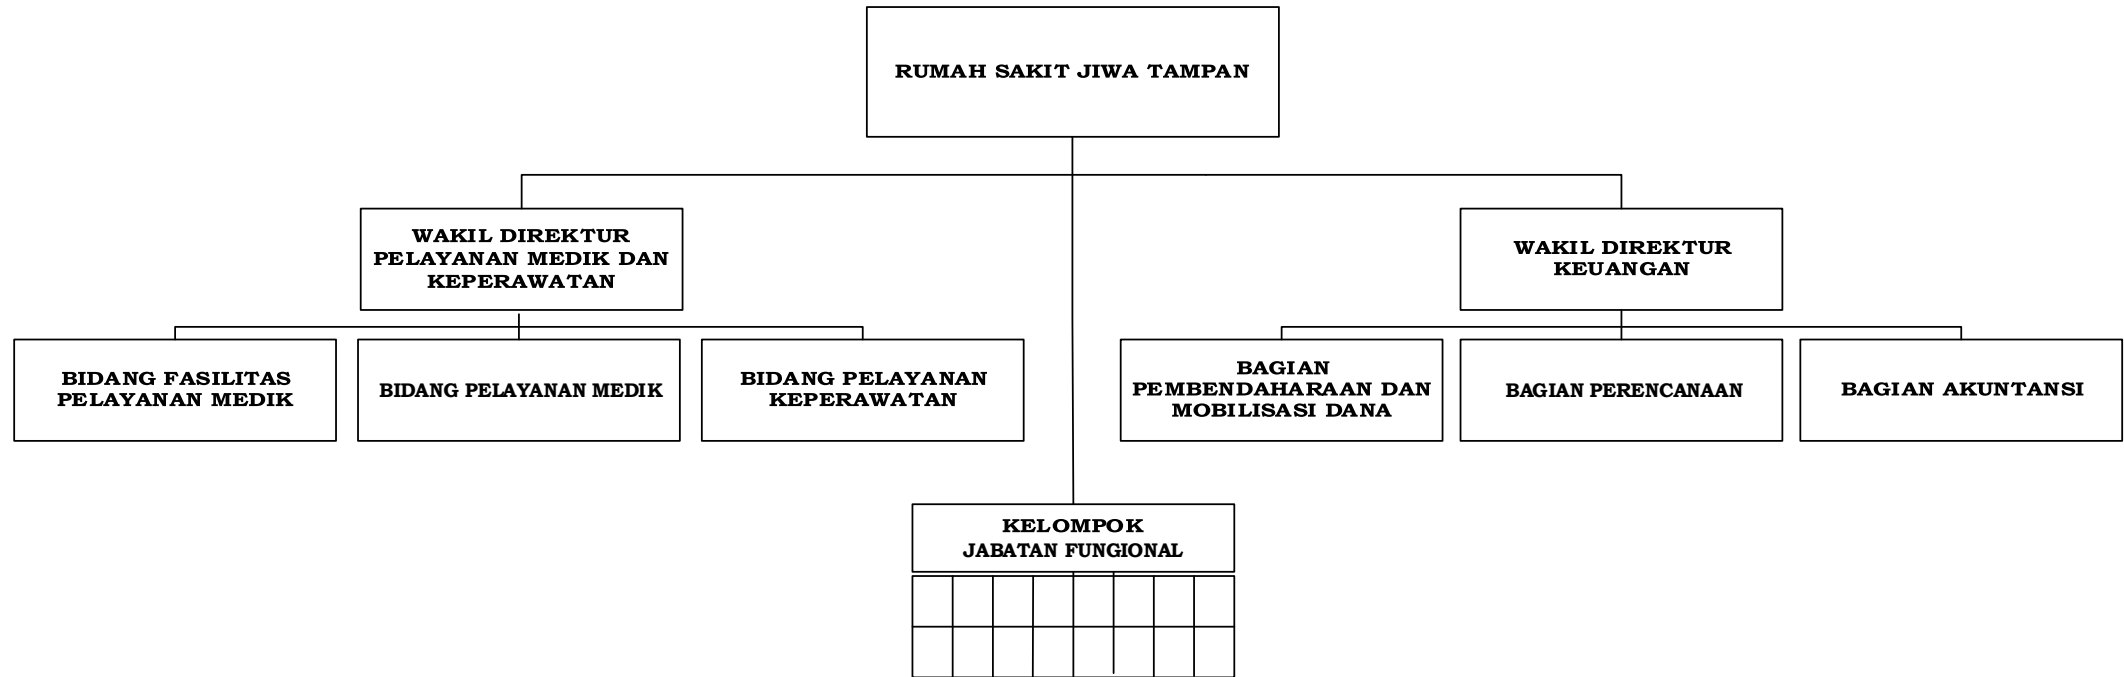 RUMAH SAKIT JIWA TAMPAN
WAKIL DIREKTUR
PELAYANAN MEDIK DAN
KEPERAWATAN
WAKIL DIREKTUR
KEUANGAN
BIDANG FASILITAS
PELAYANAN MEDIK
BIDANG PELAYANAN MEDIK
BIDANG PELAYANAN
KEPERAWATAN
BAGIAN
PEMBENDAHARAAN DAN
MOBILISASI DANA
BAGIAN PERENCANAAN
BAGIAN AKUNTANSI
KELOMPOK
JABATAN FUNGIONAL